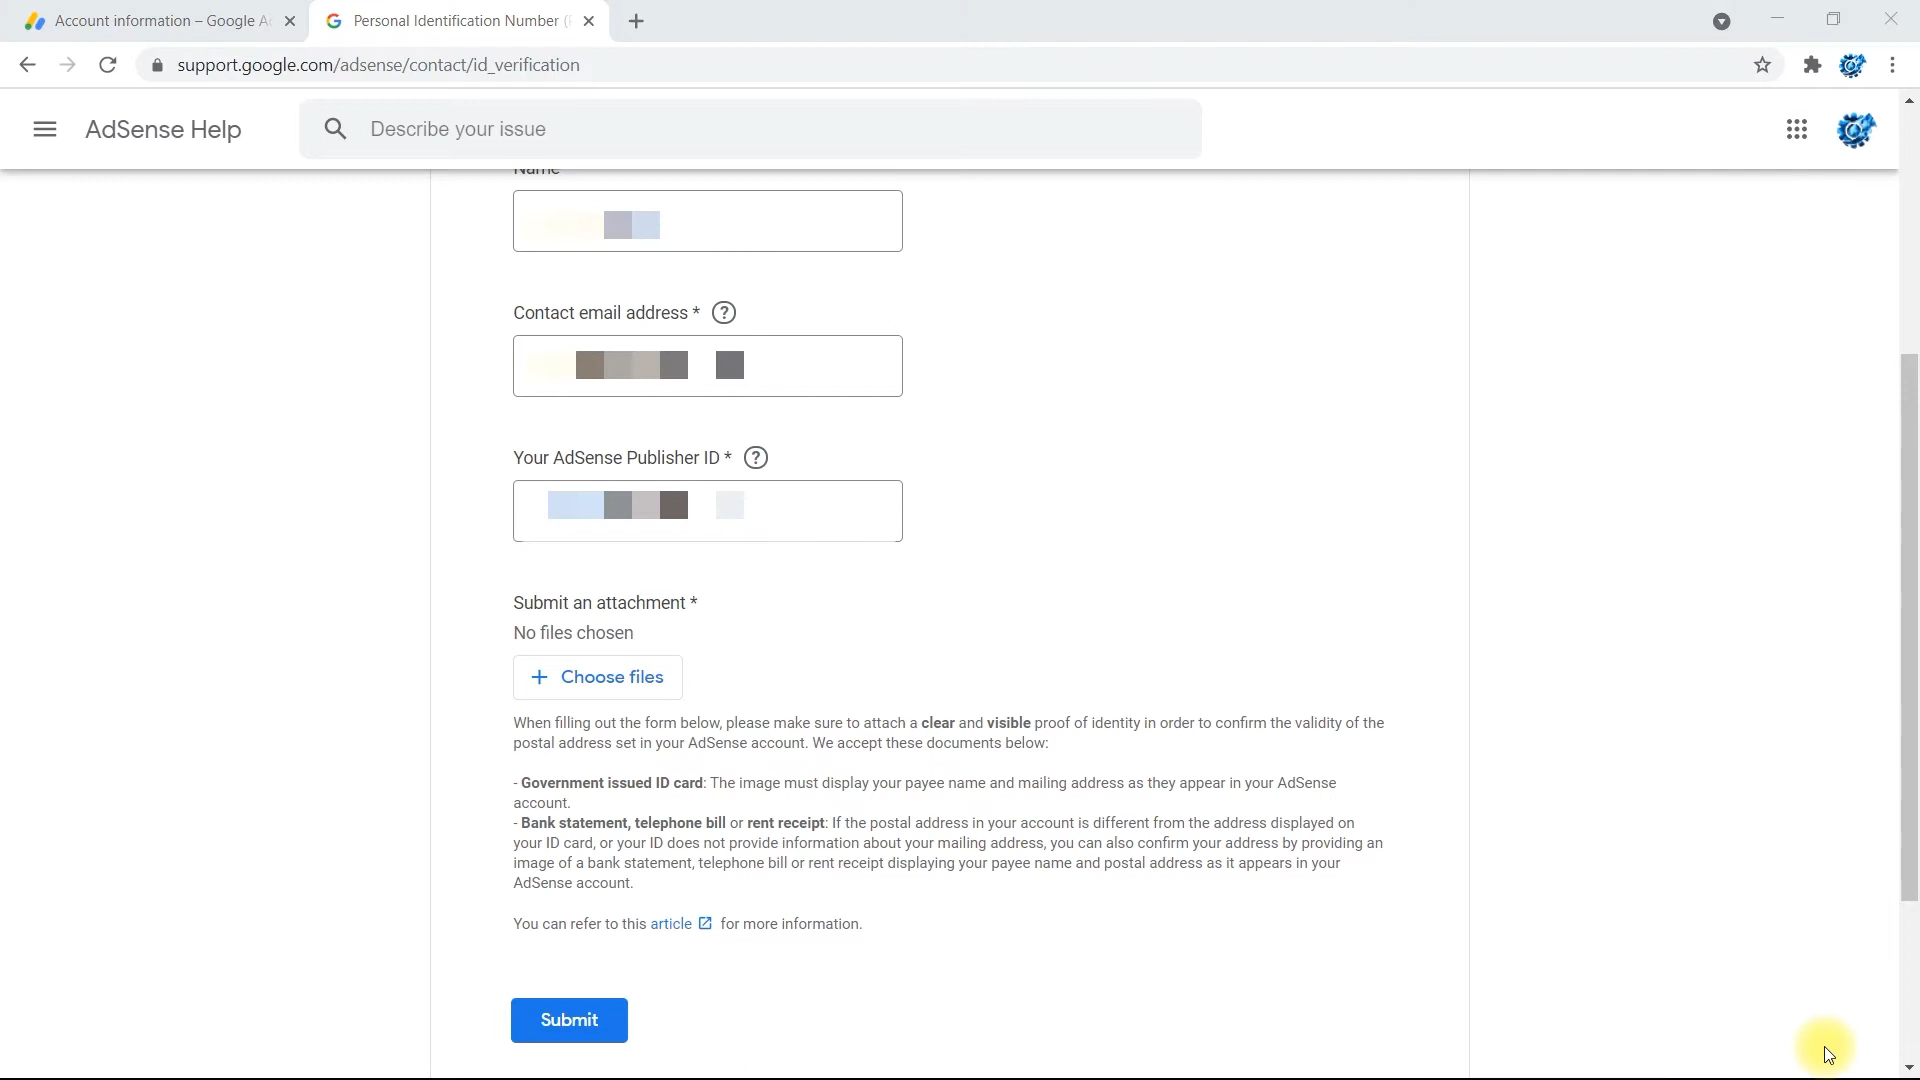 Account information – Google A
Personal Identification Number (
support.google.com/adsense/contact/id_verification
AdSense Help
Describe your issue
Name
Contact email address * ?
Your AdSense Publisher ID * ?
Submit an attachment *
No files chosen
+ Choose files
When filling out the form below, please make sure to attach a clear and visible proof of identity in order to confirm the validity of the
postal address set in your AdSense account. We accept these documents below:
- Government issued ID card: The image must display your payee name and mailing address as they appear in your AdSense
account.
- Bank statement, telephone bill or rent receipt: If the postal address in your account is different from the address displayed on
your ID card, or your ID does not provide information about your mailing address, you can also confirm your address by providing an
image of a bank statement, telephone bill or rent receipt displaying your payee name and postal address as it appears in your
AdSense account.
You can refer to this article for more information.
Submit